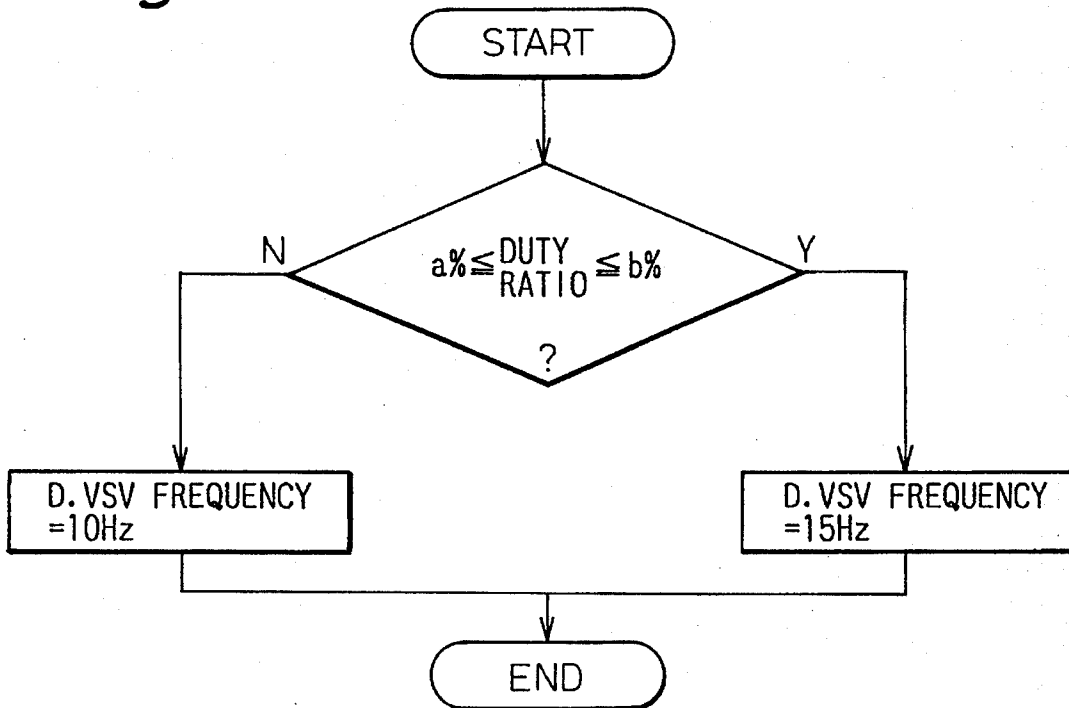 START
a%≦DUTY RATIO≦b%
?
N
Y
D.VSV FREQUENCY
=10Hz
D.VSV FREQUENCY
=15Hz
END